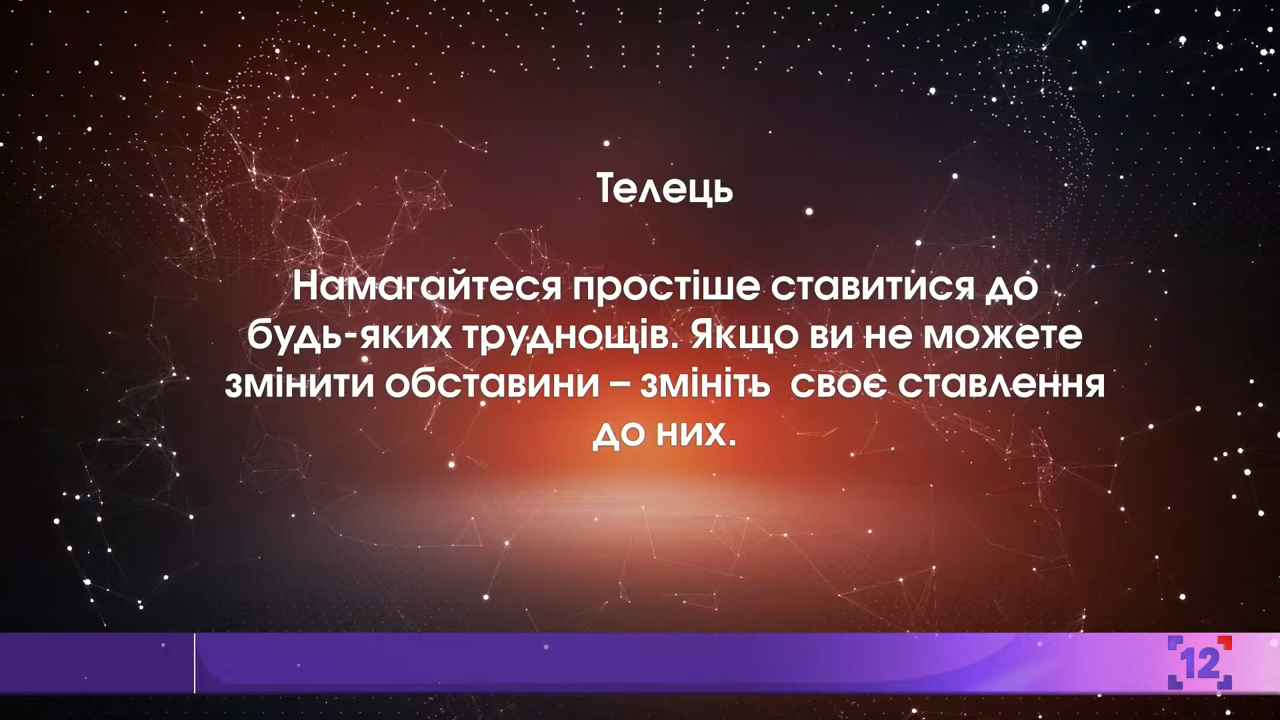 Телець
Намагайтеся простіше ставитися до
будь-яких труднощів. Якщо ви не можете
змінити обставини – змініть  своє ставлення
до них.
12